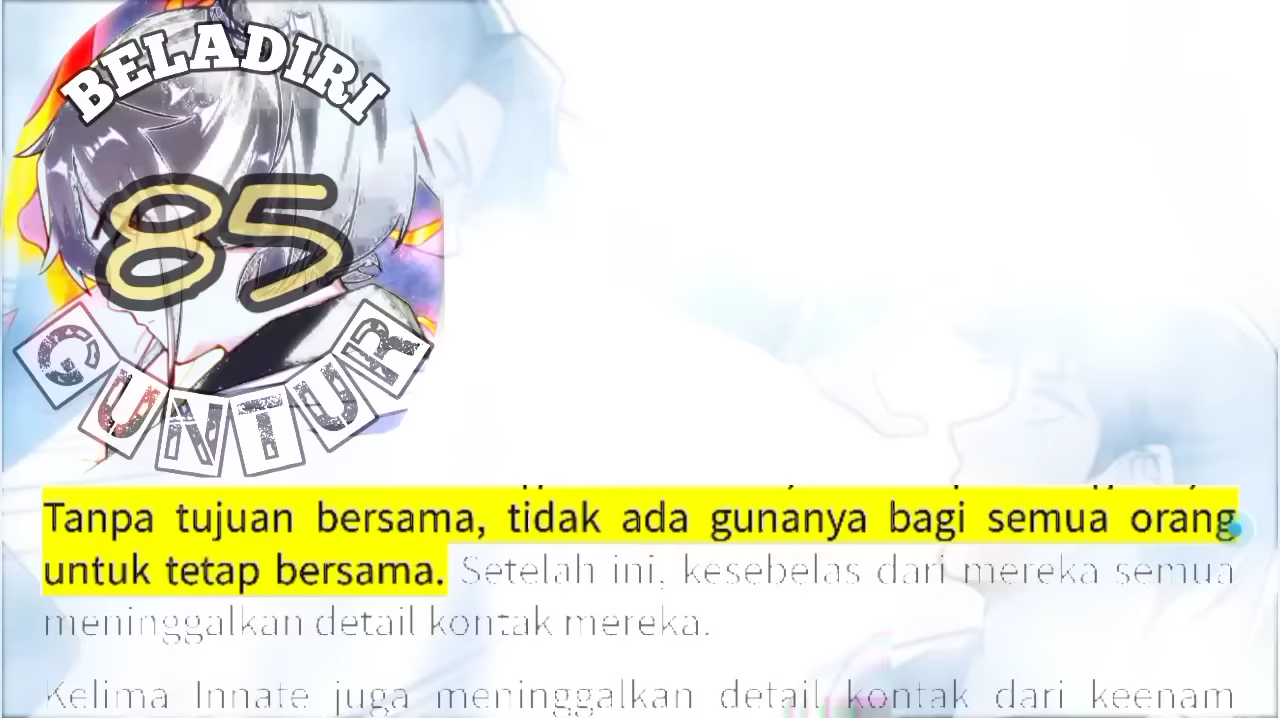 BELADIRI
85
GUNTUR
Tanpa tujuan bersama, tidak ada gunanya bagi semua orang
untuk tetap bersama. Setelah ini, kesebelas dari mereka semua
meninggalkan detail kontak mereka.
Kelima Innate juga meninggalkan detail kontak dari keenam